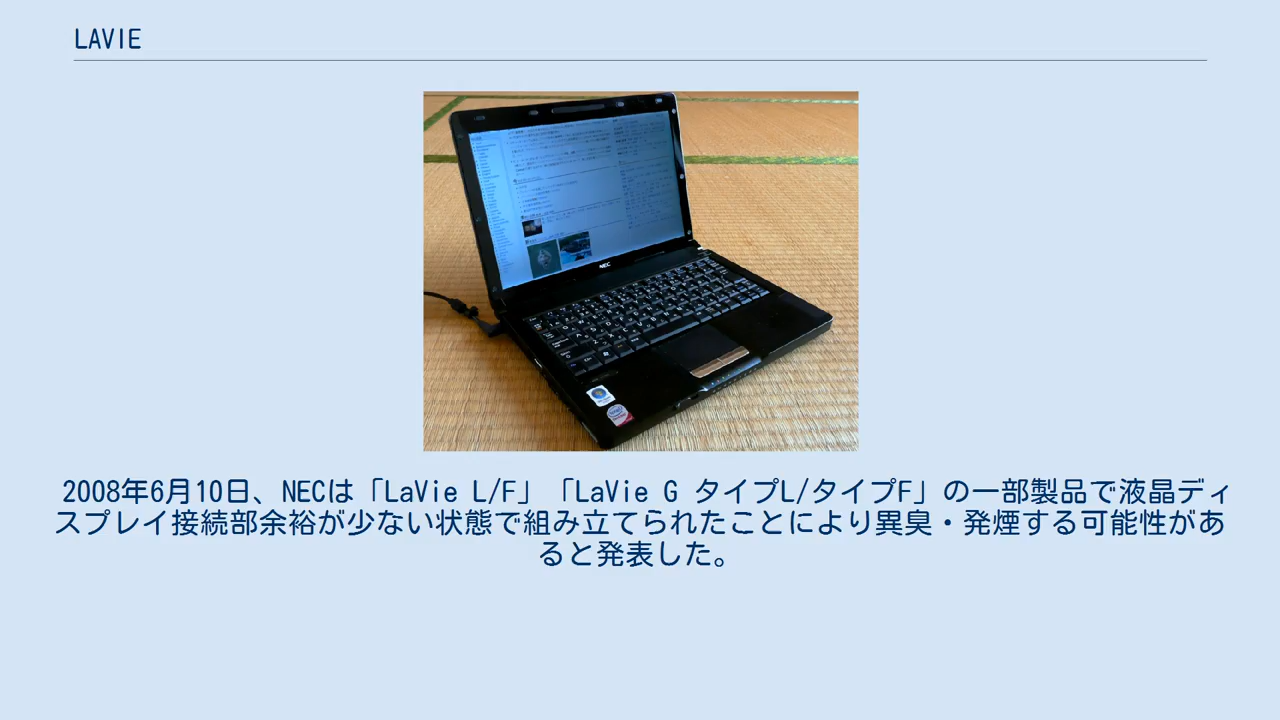 LAVIE
NEC
2008年6月10日、NECは「LaVie L/F」「LaVie G タイプL/タイプF」の一部製品で液晶ディ
スプレイ接続部余裕が少ない状態で組み立てられたことにより異臭・発煙する可能性があ
ると発表した。